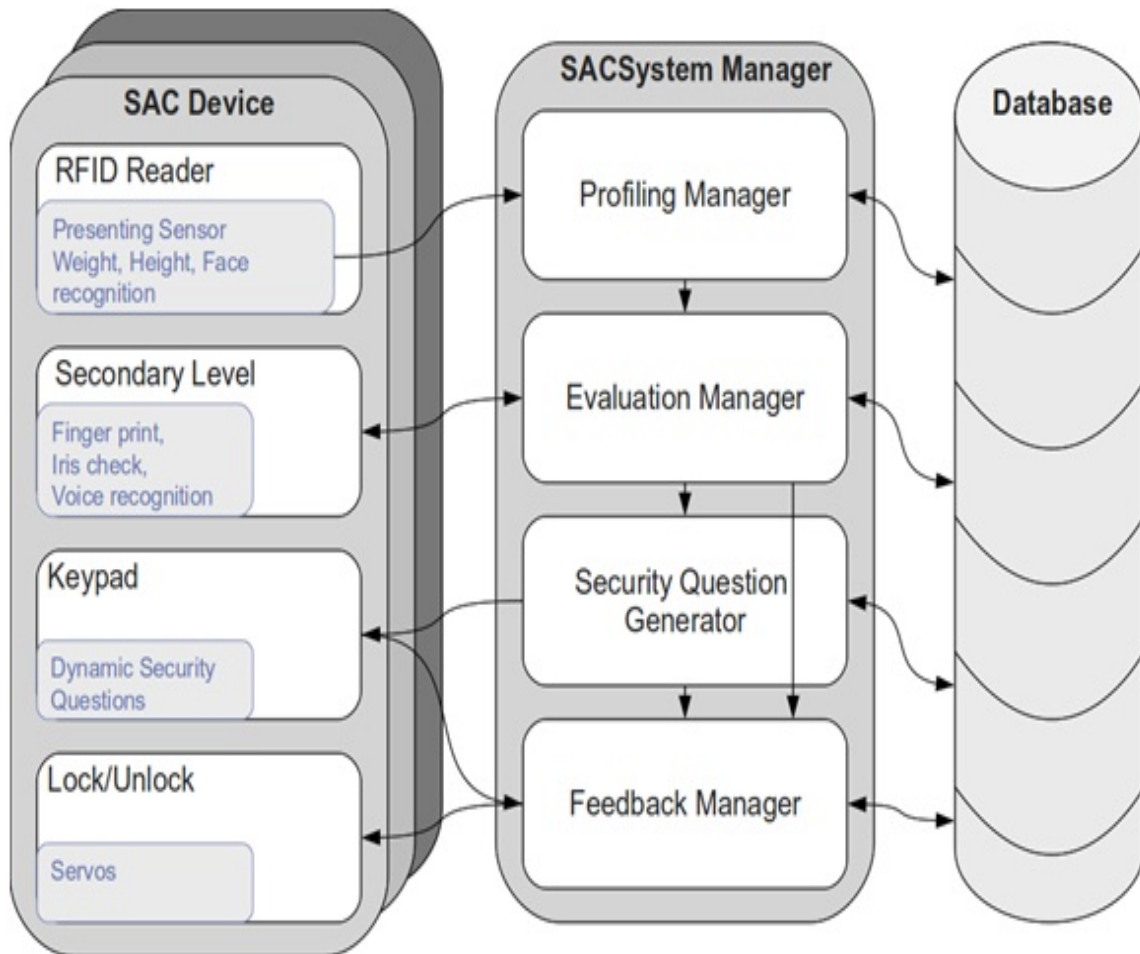 SAC Device
RFID Reader
Presenting Sensor
Weight, Height, Face
recognition
Secondary Level
Finger print,
Iris check,
Voice recognition
Keypad
Dynamic Security
Questions
Lock/Unlock
Servos
SACSystem Manager
Profiling Manager
Evaluation Manager
Security Question
Generator
Feedback Manager
Database